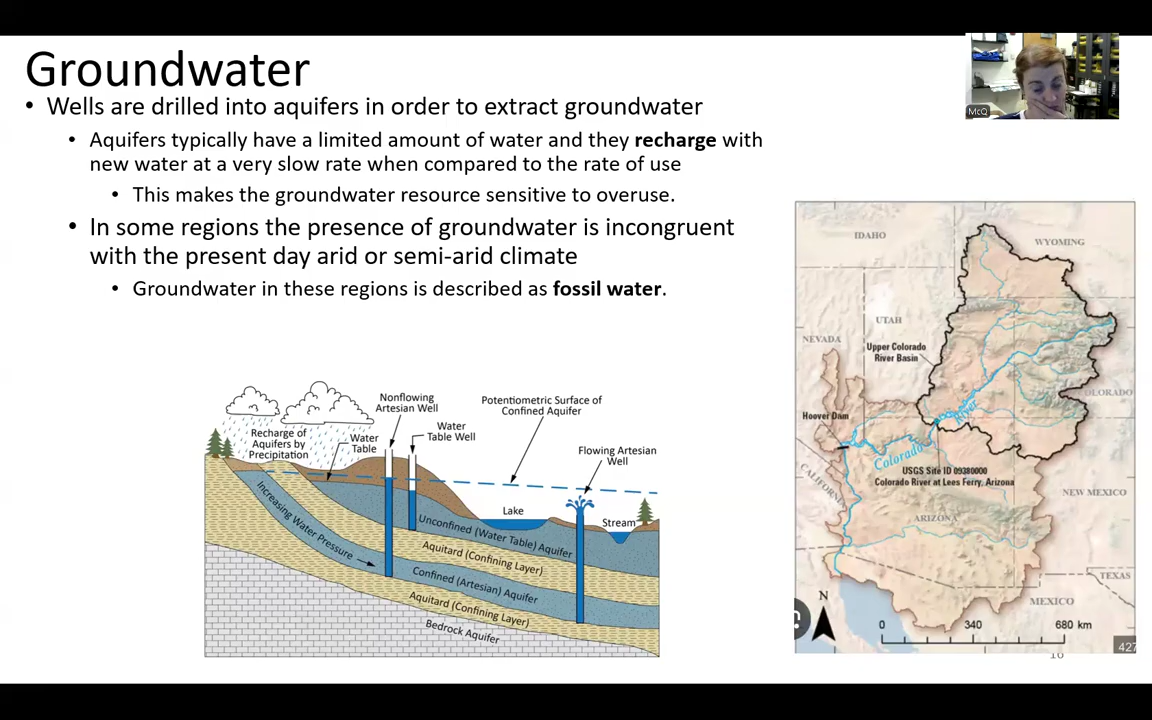 Groundwater
McQ
• Wells are drilled into aquifers in order to extract groundwater
• Aquifers typically have a limited amount of water and they recharge with
new water at a very slow rate when compared to the rate of use
• This makes the groundwater resource sensitive to overuse.
• In some regions the presence of groundwater is incongruent
with the present day arid or semi-arid climate
• Groundwater in these regions is described as fossil water.
Nonflowing
Artesian Well
Potentiometric Surface of
Confined Aquifer
Water
Table Well
Recharge of
Aquifers by
Precipitation
Water
Table
Flowing Artesian
Well
Increasing Water Pressure
Lake
Stream
Unconfined (Water Table) Aquifer
Aquitard (Confining Layer)
Confined (Artesian) Aquifer
Aquitard (Confining Layer)
Bedrock Aquifer
IDAHO
WYOMING
UTAH
NEVADA
Upper Colorado
River Basin
COLORADO
Hoover Dam
Colorado River
USGS Site ID 09380000
Colorado River at Lees Ferry, Arizona
CALIFORNIA
NEW MEXICO
ARIZONA
TEXAS
MEXICO
N
0 340 680 km
427